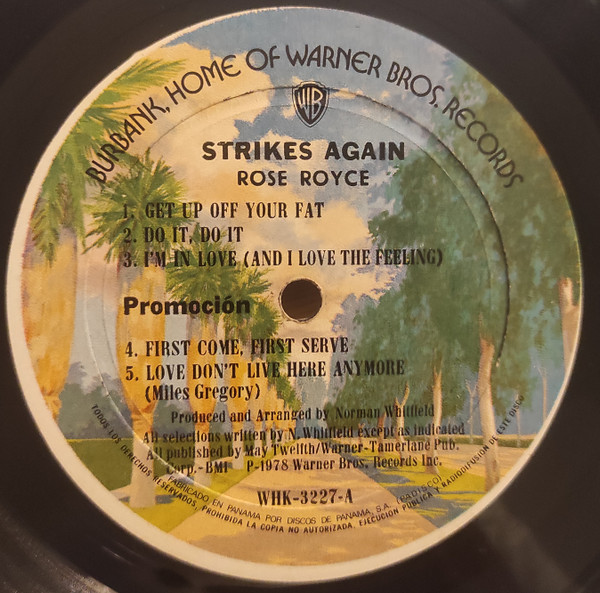 BURBANK, HOME OF WARNER BROS. RECORDS
WB
STRIKES AGAIN
ROSE ROYCE
1. GET UP OFF YOUR FAT
2. DO IT, DO IT
3. I'M IN LOVE (AND I LOVE THE FEELING)
Promoción
4. FIRST COME, FIRST SERVE
5. LOVE DON'T LIVE HERE ANYMORE
(Miles Gregory)
Produced and Arranged by Norman Whitfield
All selections written by N. Whitfield except as indicated
All published by May Twelfth/Warner-Tamerlane Pub.
Corp.-BMI P-1978 Warner Bros. Records Inc.
WHK-3227-A
FABRICADO EN PANAMA POR DISCOS DE PANAMA, S.A. (DADISCO)
TODOS LOS DERECHOS RESERVADOS, PROHIBIDA LA COPIA NO AUTORIZADA, EJECUCION PUBLICA Y RADIODIFUSION DE ESTE DISCO